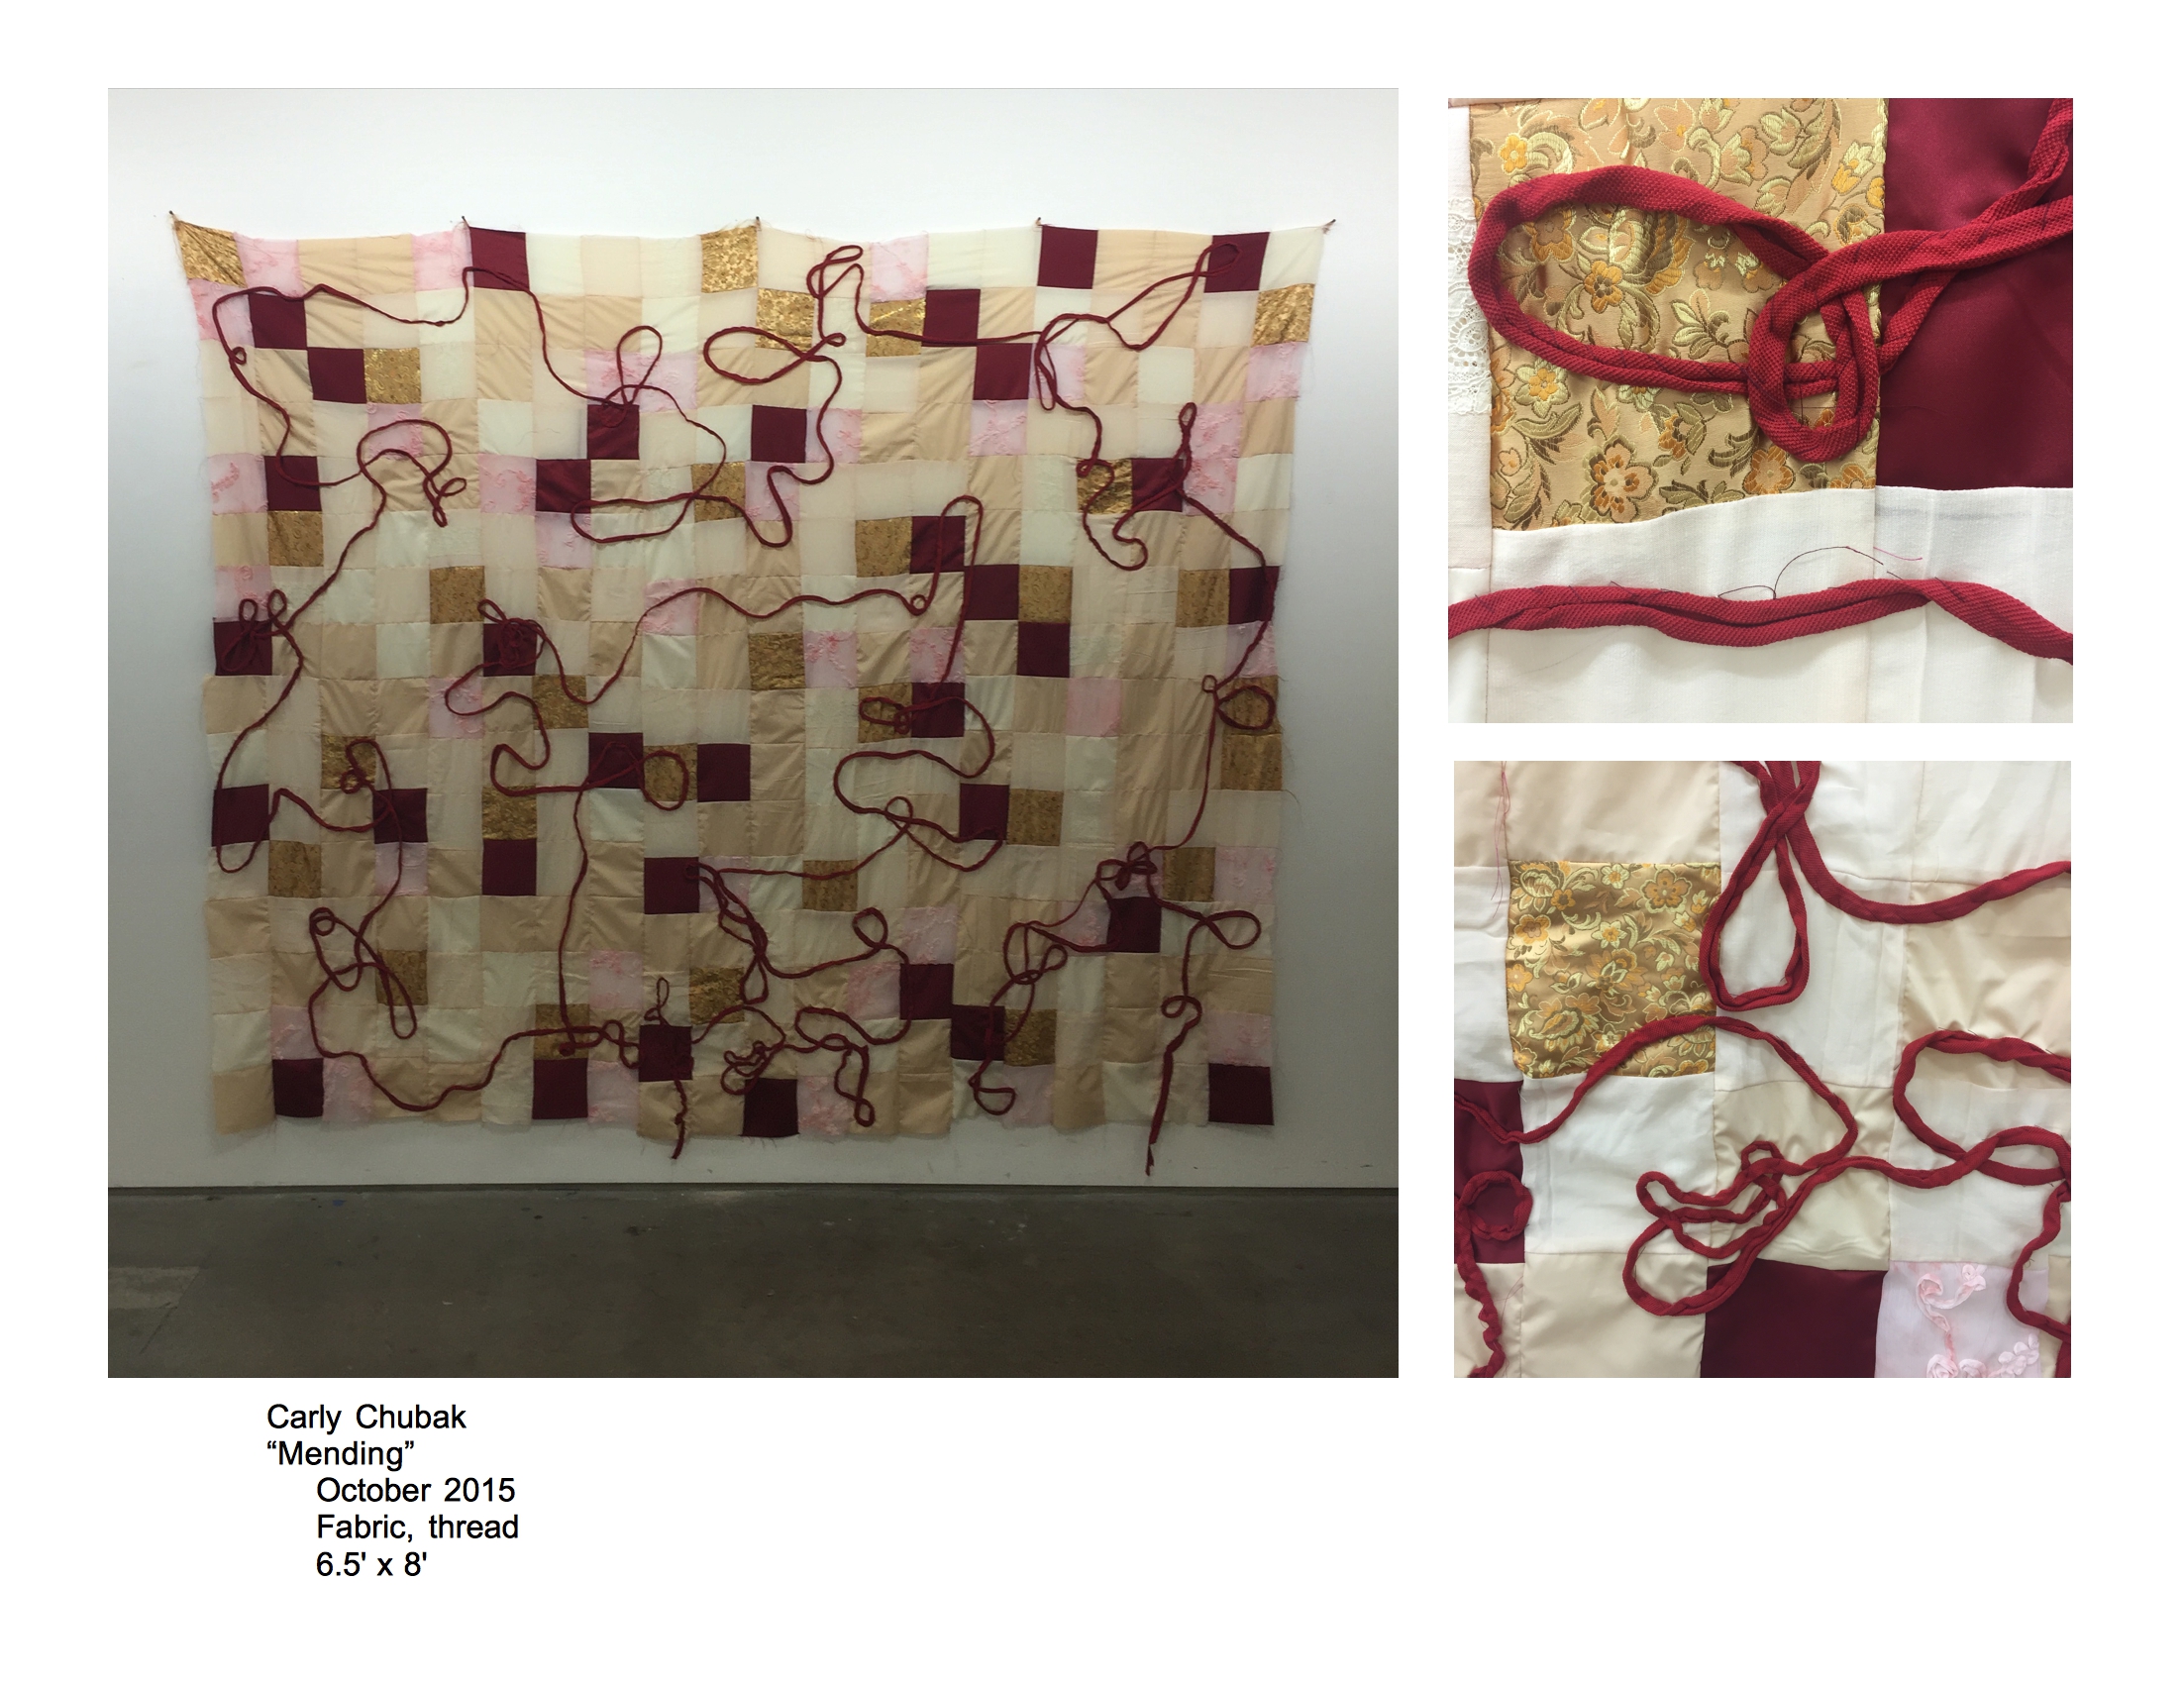 Carly Chubak
“Mending”
October 2015
Fabric, thread
6.5' x 8'